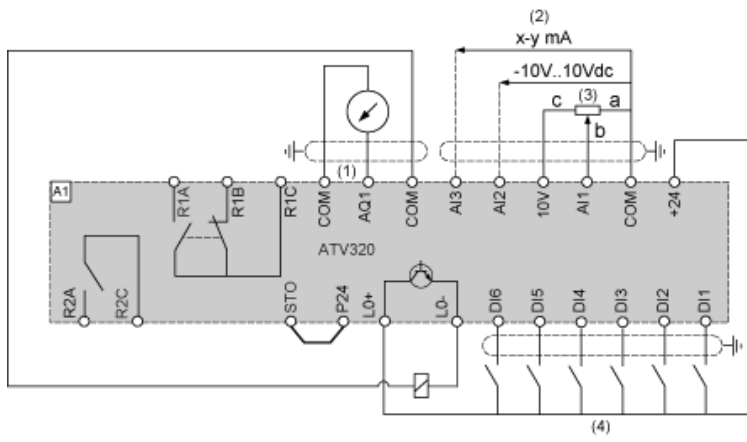 (2)
x-y mA
-10V..10Vdc
c (3) a
b
(1)
A1
R1A
R1B
R1C
COM
AQ1
COM
AI3
AI2
10V
AI1
COM
+24
ATV320
R2A
R2C
STO
P24
L0+
L0-
DI6
DI5
DI4
DI3
DI2
DI1
(4)